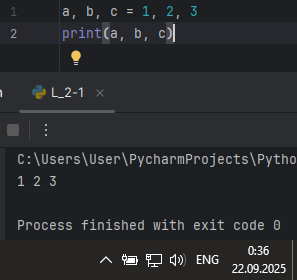 1 a, b, c = 1, 2, 3
2 print(a, b, c)
L_2-1
C:\Users\User\PycharmProjects\Pytho
1 2 3
Process finished with exit code 0
ENG
0:36
22.09.2025